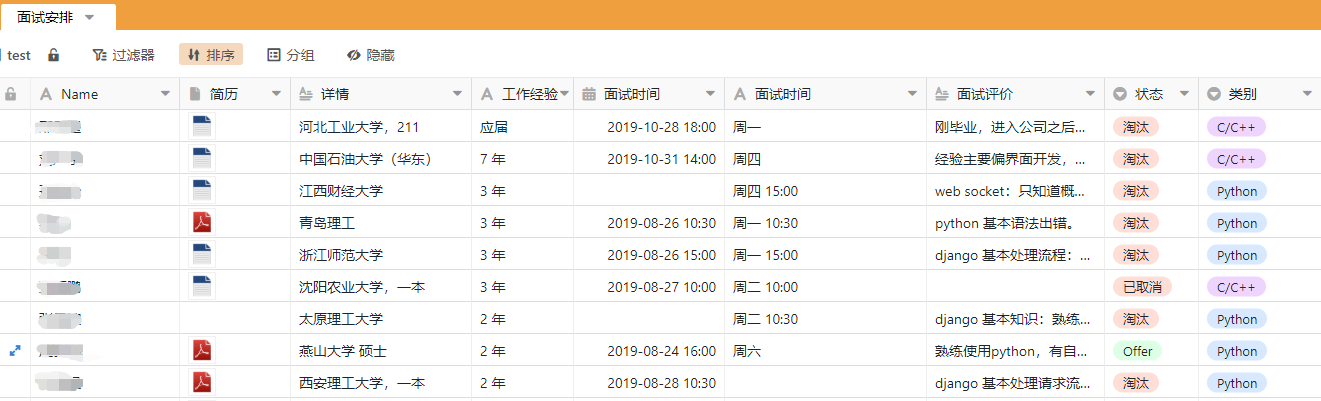 面试安排
test 过滤器 排序 分组 隐藏
Name 简历 详情 工作经验 面试时间 面试时间 面试评价 状态 类别
河北工业大学，211 应届 2019-10-28 18:00 周一 刚毕业，进入公司之后... 淘汰 C/C++
中国石油大学（华东） 7 年 2019-10-31 14:00 周四 经验主要偏界面开发，... 淘汰 C/C++
江西财经大学 3 年 周四 15:00 web socket：只知道概... 淘汰 Python
青岛理工 3 年 2019-08-26 10:30 周一 10:30 python 基本语法出错。 淘汰 Python
浙江师范大学 3 年 2019-08-26 15:00 周一 15:00 django 基本处理流程：... 淘汰 Python
沈阳农业大学，一本 3 年 2019-08-27 10:00 周二 10:00 已取消 C/C++
太原理工大学 2 年 周二 10:30 django 基本知识：熟练... 淘汰 Python
燕山大学 硕士 2 年 2019-08-24 16:00 周六 熟练使用python，有自... Offer Python
西安理工大学，一本 2 年 2019-08-28 10:30 django 基本处理请求流... 淘汰 Python